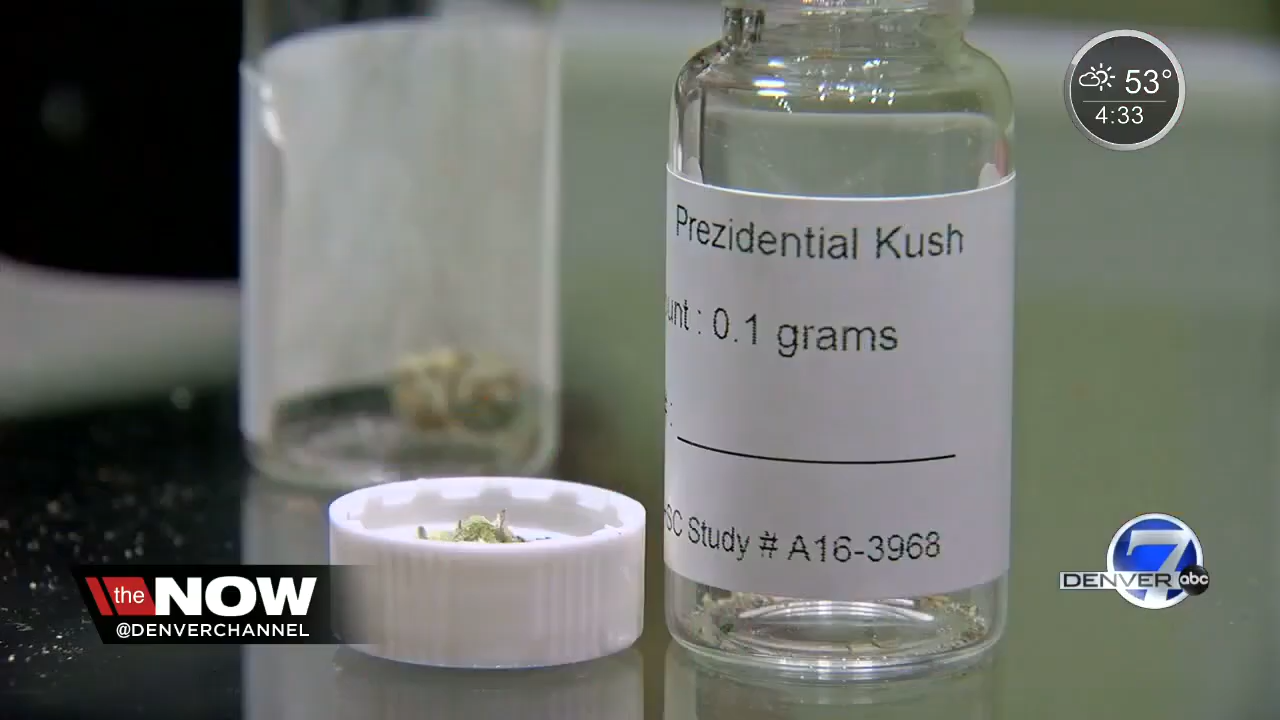 53°
4:33
Prezidential Kush
unt : 0.1 grams
SC Study # A16-3968
the NOW
@DENVERCHANNEL
7
DENVER abc